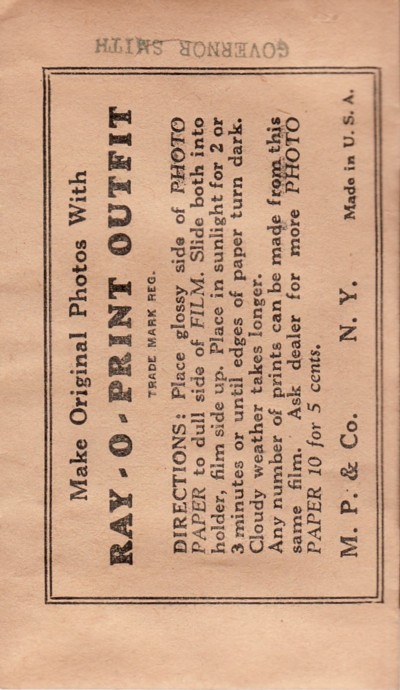 GOVERNOR SMITH
Make Original Photos With
RAY-O-PRINT OUTFIT
TRADE MARK REG.
DIRECTIONS: Place glossy side of PHOTO
PAPER to dull side of FILM. Slide both into
holder, film side up. Place in sunlight for 2 or
3 minutes or until edges of paper turn dark.
Cloudy weather takes longer.
Any number of prints can be made from this
same film. Ask dealer for more PHOTO
PAPER 10 for 5 cents.
M. P. & Co. N. Y. Made in U. S. A.